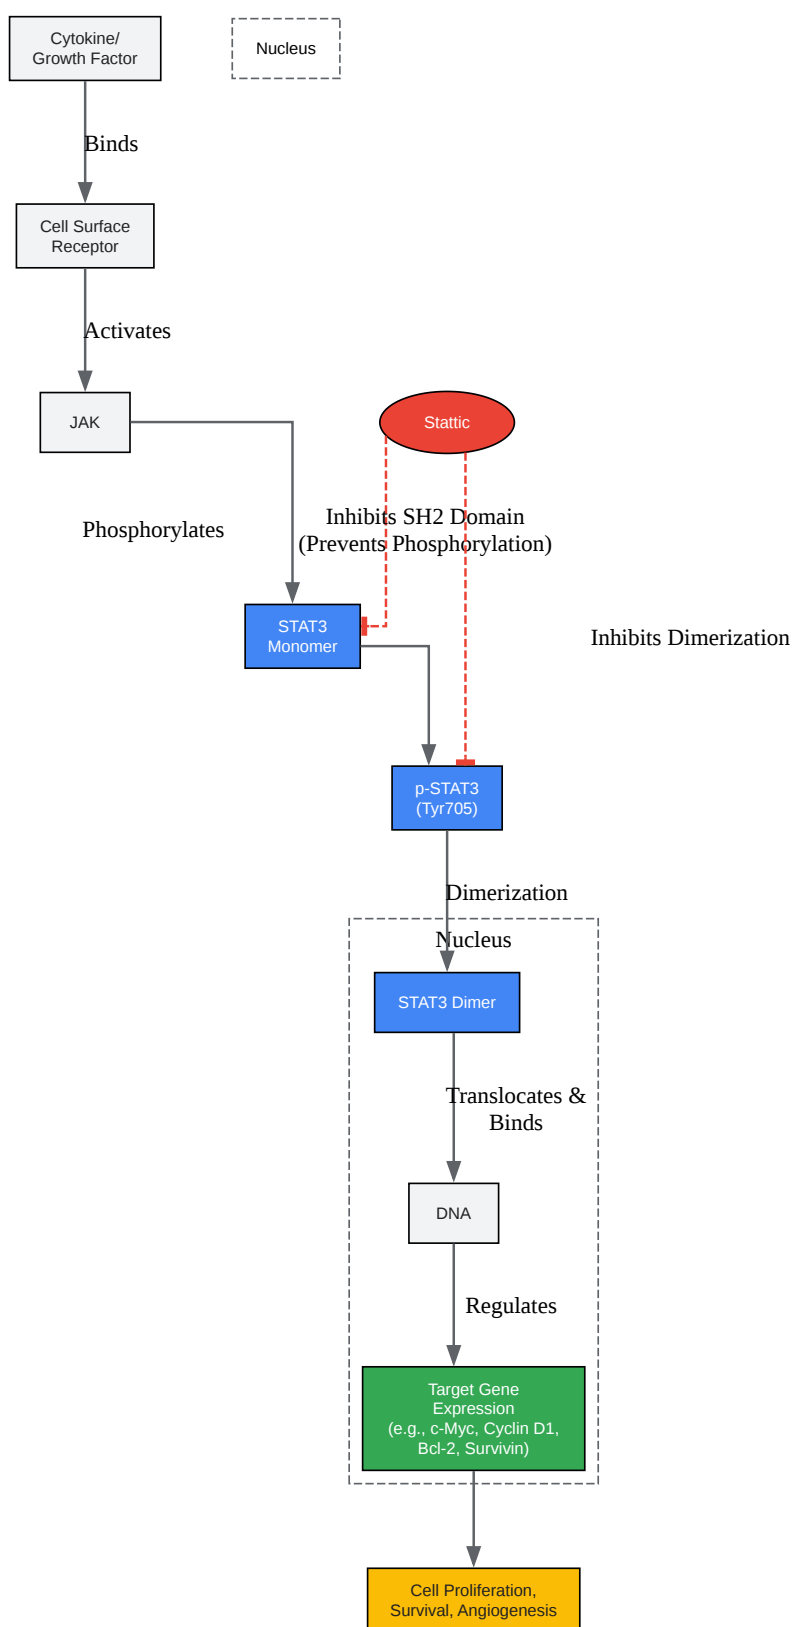 Cytokine/
Growth Factor
Nucleus
Binds
Cell Surface
Receptor
Activates
JAK
Stattic
Phosphorylates
Inhibits SH2 Domain
(Prevents Phosphorylation)
STAT3
Monomer
Inhibits Dimerization
p-STAT3
(Tyr705)
Dimerization
Nucleus
STAT3 Dimer
Translocates &
Binds
DNA
Regulates
Target Gene
Expression
(e.g., c-Myc, Cyclin D1,
Bcl-2, Survivin)
Cell Proliferation,
Survival, Angiogenesis